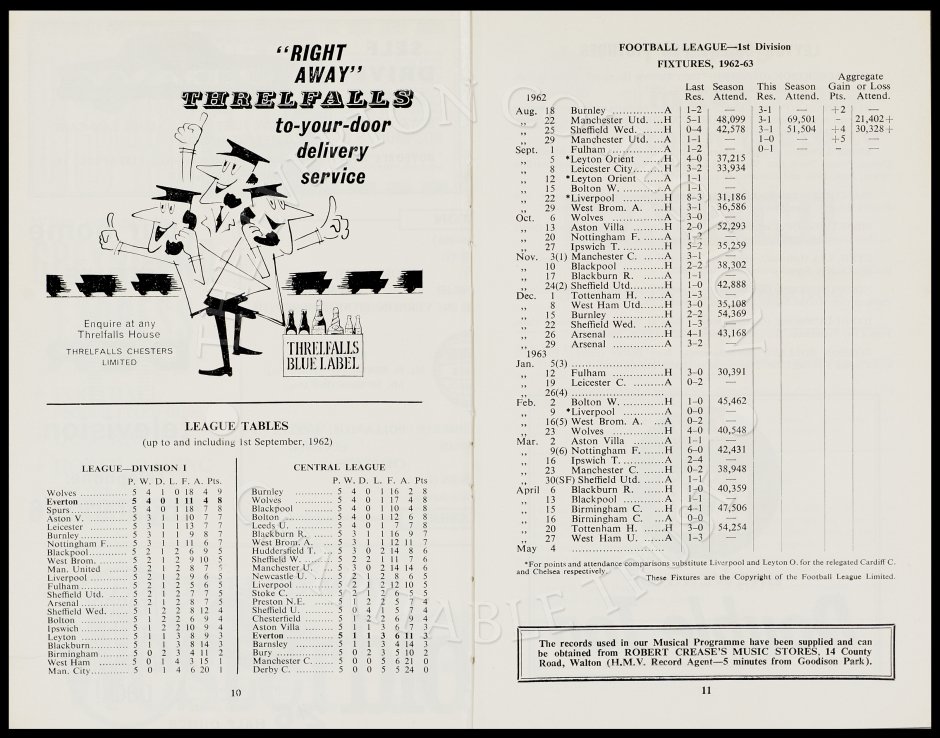 "RIGHT
AWAY"
THRELFALLS
to-your-door
delivery
service
Enquire at any
Threlfalls House
THRELFALLS CHESTERS
LIMITED
THRELFALLS
BLUE LABEL
LEAGUE TABLES
(up to and including 1st September, 1962)
LEAGUE—DIVISION I
P. W. D. L. F. A. Pts.
Wolves 5 4 1 0 18 4 9
Everton 5 4 0 1 11 4 8
Spurs 5 4 0 1 18 7 8
Aston V. 5 3 1 1 10 7 7
Leicester 5 3 1 1 13 7 7
Burnley 5 3 1 1 9 8 7
Nottingham F. 5 3 1 1 11 6 7
Blackpool 5 2 1 2 6 9 5
West Brom. 5 2 1 2 9 10 5
Man. United 5 2 1 2 8 7 5
Liverpool 5 2 1 2 9 6 5
Fulham 5 2 1 2 5 6 5
Sheffield Utd. 5 2 1 2 7 7 5
Arsenal 5 2 1 2 8 7 5
Sheffield Wed. 5 1 2 2 8 12 4
Bolton 5 1 2 2 6 9 4
Ipswich 5 1 2 2 10 9 4
Leyton 5 1 1 3 8 9 3
Blackburn 5 1 1 3 8 14 3
Birmingham 5 0 2 3 4 11 2
West Ham 5 0 1 4 3 15 1
Man. City 5 0 1 4 6 20 1
CENTRAL LEAGUE
P. W. D. L. F. A. Pts
Burnley 5 4 0 1 16 2 8
Wolves 5 4 0 1 17 4 8
Blackpool 5 4 0 1 10 4 8
Bolton 5 4 0 1 12 6 8
Leeds U. 5 4 0 1 7 7 8
Blackburn R. 5 3 1 1 16 9 7
West Brom. A. 5 3 1 1 12 11 7
Huddersfield T. 5 3 0 2 14 8 6
Sheffield W. 5 2 2 1 11 7 6
Manchester U. 5 3 0 2 14 14 6
Newcastle U. 5 2 1 2 8 6 5
Liverpool 5 2 1 2 12 10 5
Stoke C. 5 2 1 2 6 5 5
Preston N.E. 5 1 2 2 5 7 4
Sheffield U. 5 0 4 1 5 7 4
Chesterfield 5 1 2 2 6 9 4
Aston Villa 5 1 1 3 6 7 3
Everton 5 1 1 3 6 11 3
Barnsley 5 1 1 3 4 14 3
Bury 5 0 2 3 5 10 2
Manchester C. 5 0 0 5 6 21 0
Derby C. 5 0 0 5 5 24 0
10
FOOTBALL LEAGUE—1st Division
FIXTURES, 1962-63
Aggregate
Last Season This Season Gain or Loss
1962 Res. Attend. Res. Attend. Pts. Attend.
Aug. 18 Burnley A 1–2 — 3-1 +2 —
,, 22 Manchester Utd. H 5–1 48,099 3–1 69,501 – 21,402+
,, 25 Sheffield Wed. H 0–4 42,578 3–1 51,504 +4 30,328+
,, 29 Manchester Utd. A 1–1 — 1–0 +5 —
Sept. 1 Fulham A 1–2 — 0–1 – –
,, 5 *Leyton Orient H 4–0 37,215
,, 8 Leicester City H 3–2 33,934
,, 12 *Leyton Orient A 1–1 —
,, 15 Bolton W. A 1–1 —
,, 22 *Liverpool H 8–3 31,186
,, 29 West Brom. A. H 3–1 36,586
Oct. 6 Wolves A 3–0 —
,, 13 Aston Villa H 2–0 52,293
,, 20 Nottingham F. A 1–2 —
,, 27 Ipswich T. H 5–2 35,259
Nov. 3(1) Manchester C. A 3–1 —
,, 10 Blackpool H 2–2 38,302
,, 17 Blackburn R. A 1–1 —
,, 24(2) Sheffield Utd. H 1–0 42,888
Dec. 1 Tottenham H. A 1–3 —
,, 8 West Ham Utd. H 3–0 35,108
,, 15 Burnley H 2–2 54,369
,, 22 Sheffield Wed. A 1–3 —
,, 26 Arsenal H 4–1 43,168
,, 29 Arsenal A 3–2 —
1963
Jan. 5(3)
,, 12 Fulham H 3–0 30,391
,, 19 Leicester C. A 0–2 —
,, 26(4)
Feb. 2 Bolton W. H 1–0 45,462
,, 9 *Liverpool A 0–0 —
,, 16(5) West Brom. A. A 0–2 —
,, 23 Wolves H 4–0 40,548
Mar. 2 Aston Villa A 1–1 —
,, 9(6) Nottingham F. H 6–0 42,431
,, 16 Ipswich T. A 2–4 —
,, 23 Manchester C. H 0–2 38,948
,, 30(SF) Sheffield Utd. A 1–1 —
April 6 Blackburn R. H 1–0 40,359
,, 13 Blackpool A 1–1 —
,, 15 Birmingham C. H 4–1 47,506
,, 16 Birmingham C. A 0–0 —
,, 20 Tottenham H. H 3–0 54,254
,, 27 West Ham U. A 1–3 —
May 4
*For points and attendance comparisons substitute Liverpool and Leyton O. for the relegated Cardiff C.
and Chelsea respectively.
These Fixtures are the Copyright of the Football League Limited.
The records used in our Musical Programme have been supplied and can
be obtained from ROBERT CREASE'S MUSIC STORES, 14 County
Road, Walton (H.M.V. Record Agent—5 minutes from Goodison Park).
11